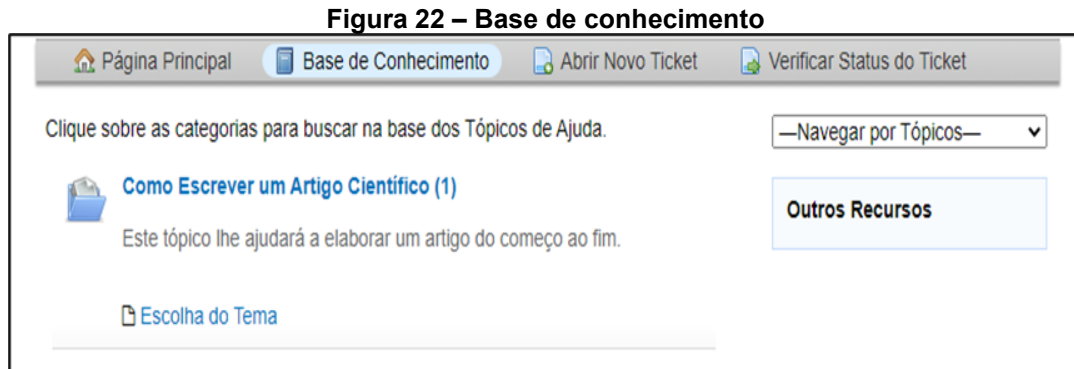 Figura 22 – Base de conhecimento
Página Principal Base de Conhecimento Abrir Novo Ticket Verificar Status do Ticket
Clique sobre as categorias para buscar na base dos Tópicos de Ajuda.
—Navegar por Tópicos—
Como Escrever um Artigo Científico (1)
Este tópico lhe ajudará a elaborar um artigo do começo ao fim.
Escolha do Tema
Outros Recursos